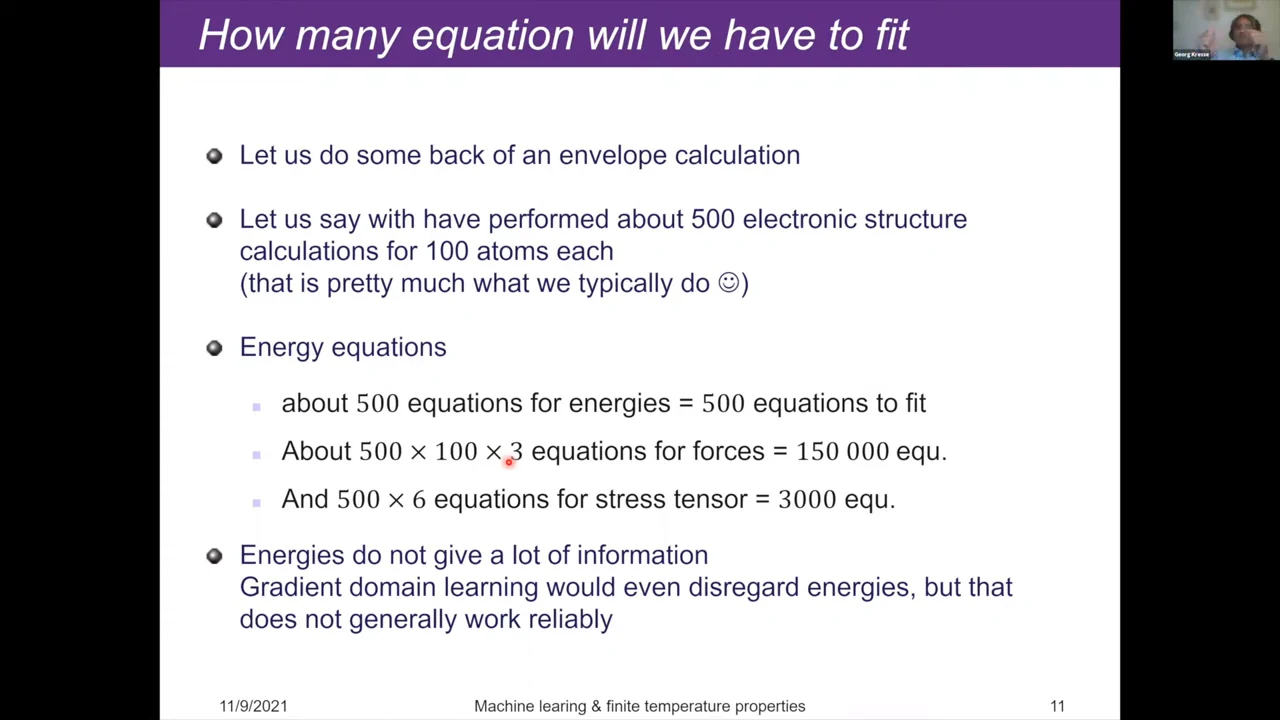 How many equation will we have to fit
Georg Kresse
Let us do some back of an envelope calculation
Let us say with have performed about 500 electronic structure
calculations for 100 atoms each
(that is pretty much what we typically do ☺)
Energy equations
about 500 equations for energies = 500 equations to fit
About 500 × 100 × 3 equations for forces = 150 000 equ.
And 500 × 6 equations for stress tensor = 3000 equ.
Energies do not give a lot of information
Gradient domain learning would even disregard energies, but that
does not generally work reliably
11/9/2021
Machine learing & finite temperature properties
11